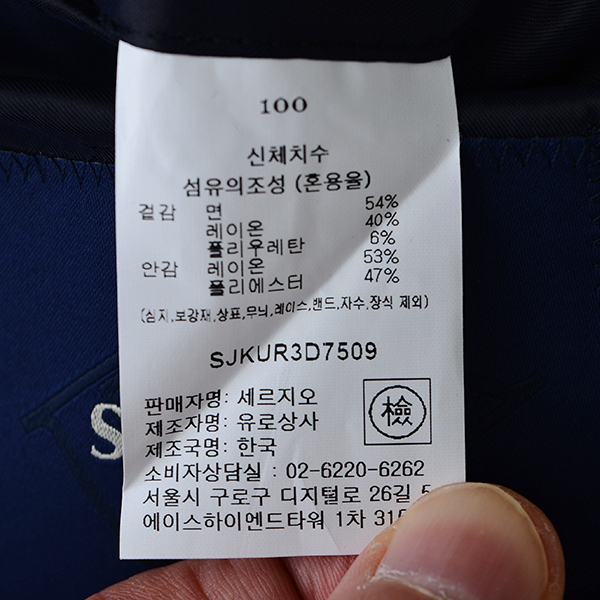 100
신체치수
섬유의조성 (혼용율)
겉감 면 54%
레이온 40%
폴리우레탄 6%
안감 레이온 53%
폴리에스터 47%
(심지,보강재,상표,무늬,레이스,밴드,자수,장식 제외)
SJKUR3D7509
판매자명: 세르지오
제조자명: 유로상사
제조국명: 한국
檢
소비자상담실 : 02-6220-6262
서울시 구로구 디지털로 26길 5
에이스하이엔드타워 1차
S